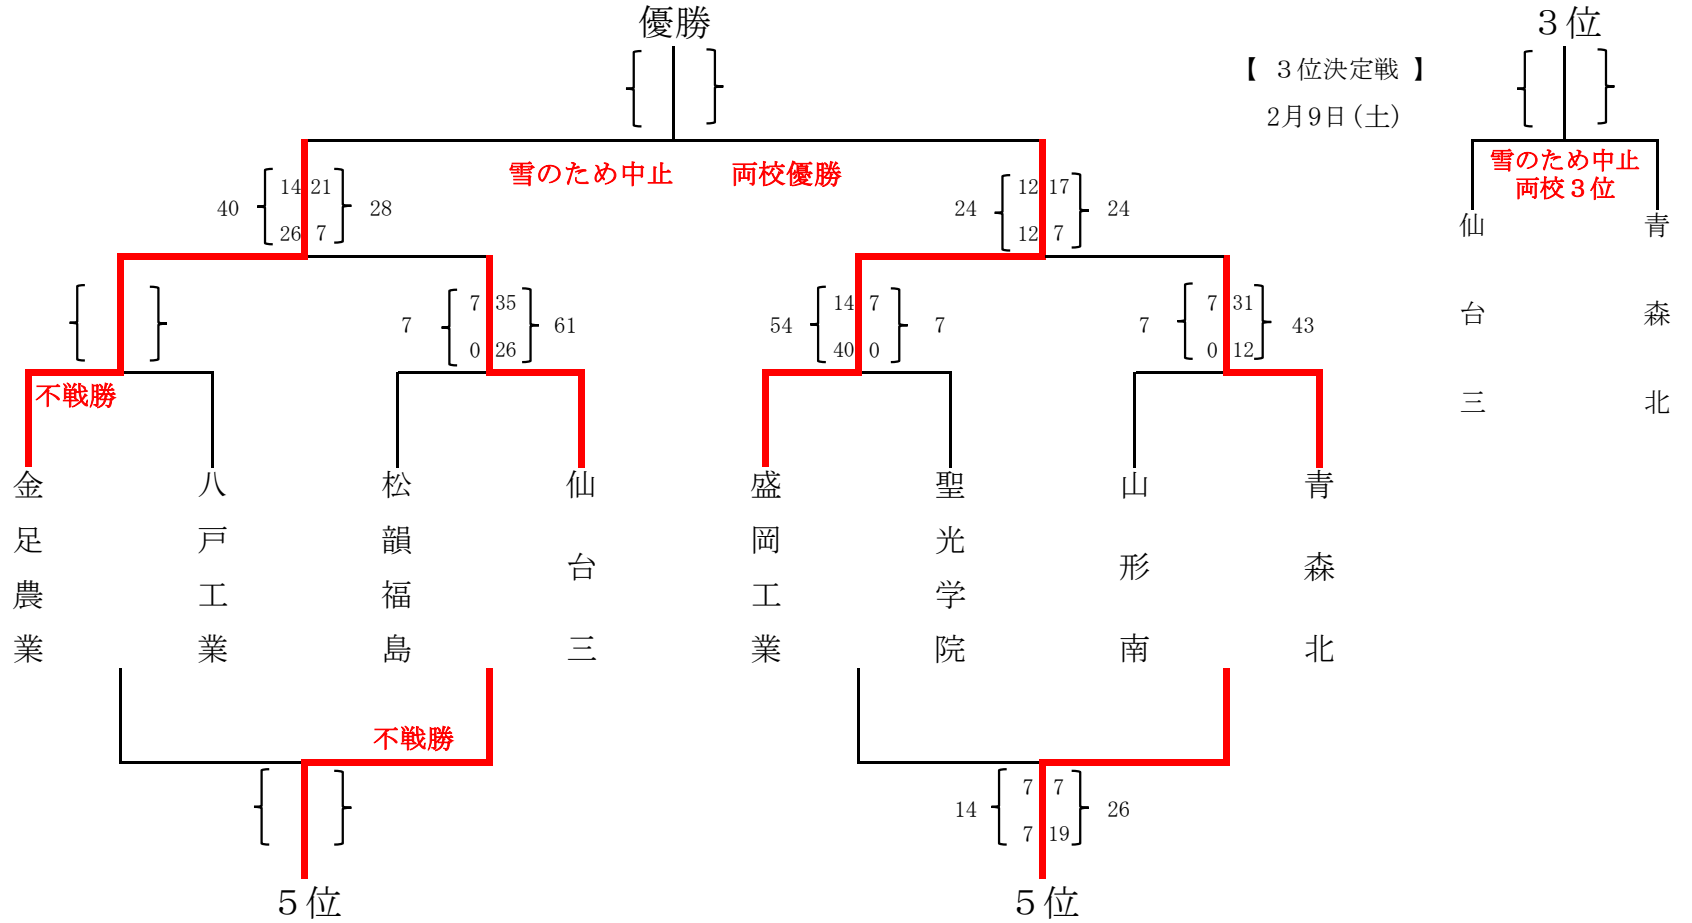 優勝
３位
【 ３位決定戦 】
2月9日(土)
雪のため中止 両校優勝
雪のため中止
両校３位
仙台三
青森北
40 14 21 28
26 7
24 12 17 24
12 7
7 7 35 61
0 26
54 14 7 7
40 0
7 7 31 43
0 12
不戦勝
金足農業
八戸工業
松韻福島
仙台三
盛岡工業
聖光学院
山形南
青森北
不戦勝
14 7 7 26
7 19
５位
５位